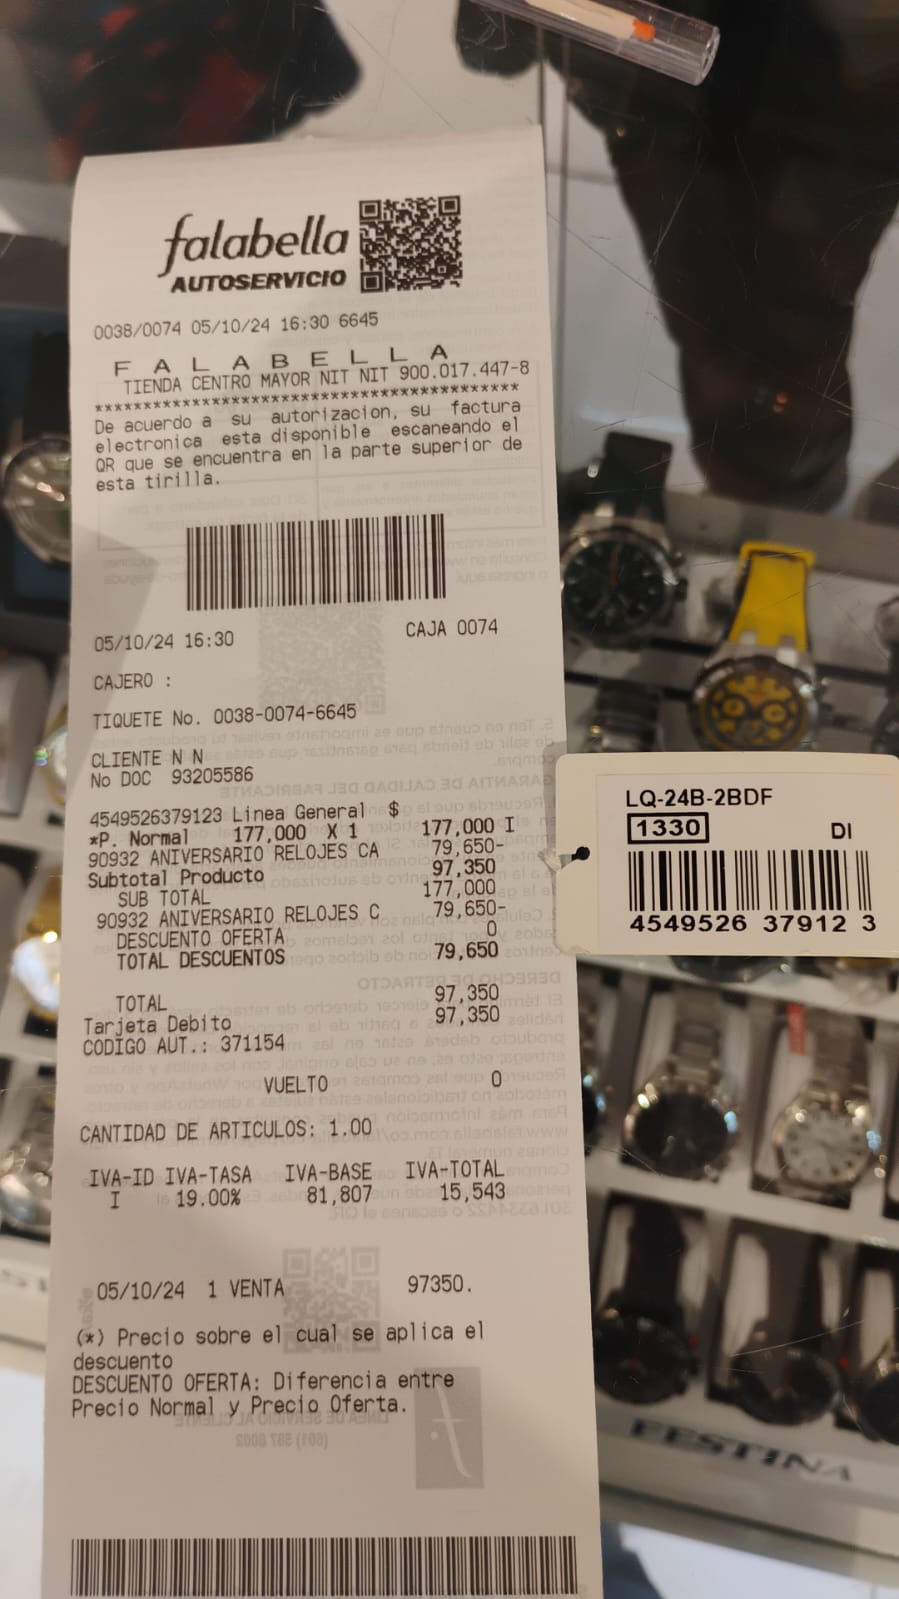 falabella
AUTOSERVICIO
0038/0074 05/10/24 16:30 6645
F A L A B E L L A
TIENDA CENTRO MAYOR NIT NIT 900.017.447-8
*******************************************
De acuerdo a su autorizacion, su factura
electronica esta disponible escaneando el
QR que se encuentra en la parte superior de
esta tirilla.
05/10/24 16:30 CAJA 0074
CAJERO :
TIQUETE No. 0038-0074-6645
CLIENTE N N
No DOC 93205586
4549526379123 Linea General $
*P. Normal 177,000 X 1 177,000 I
90932 ANIVERSARIO RELOJES CA 79,650-
Subtotal Producto 97,350
SUB TOTAL 177,000
90932 ANIVERSARIO RELOJES C 79,650-
DESCUENTO OFERTA 0
TOTAL DESCUENTOS 79,650
TOTAL 97,350
Tarjeta Debito 97,350
CODIGO AUT.: 371154
VUELTO 0
CANTIDAD DE ARTICULOS: 1.00
IVA-ID IVA-TASA IVA-BASE IVA-TOTAL
I 19.00% 81,807 15,543
05/10/24 1 VENTA 97350.
(*) Precio sobre el cual se aplica el
descuento
DESCUENTO OFERTA: Diferencia entre
Precio Normal y Precio Oferta.
LQ-24B-2BDF
1330 DI
4549526 37912 3
FESTINA